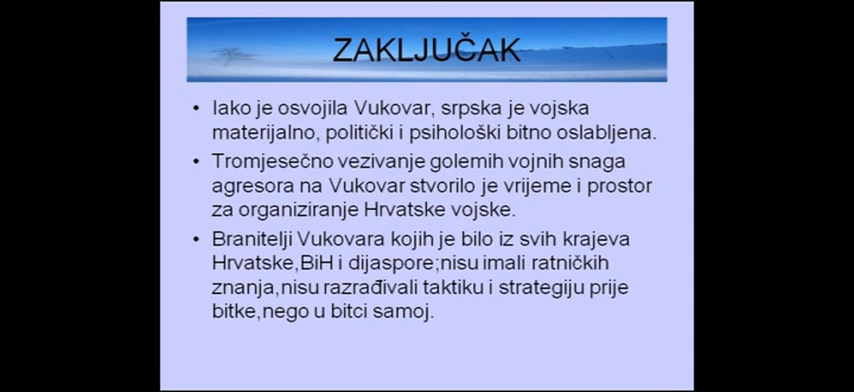 ZAKLJUČAK
• Iako je osvojila Vukovar, srpska je vojska
materijalno, politički i psihološki bitno oslabljena.
• Tromjesečno vezivanje golemih vojnih snaga
agresora na Vukovar stvorilo je vrijeme i prostor
za organiziranje Hrvatske vojske.
• Branitelji Vukovara kojih je bilo iz svih krajeva
Hrvatske,BiH i dijaspore;nisu imali ratničkih
znanja,nisu razrađivali taktiku i strategiju prije
bitke,nego u bitci samoj.